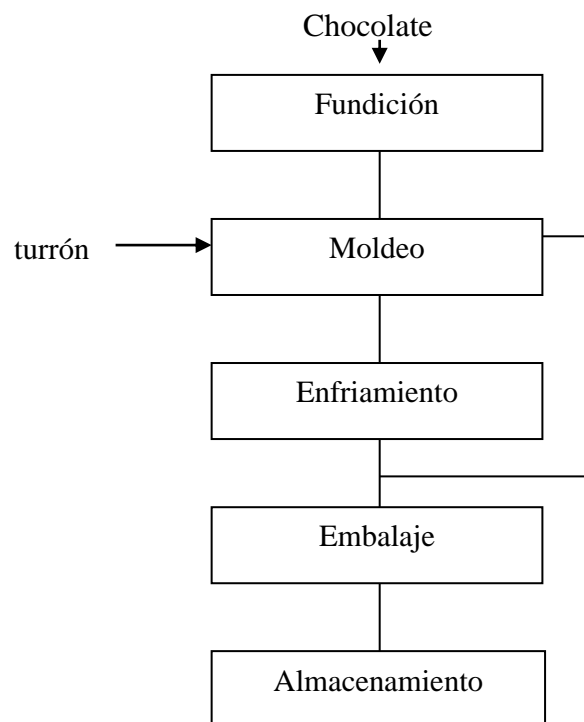 Chocolate
Fundición
turrón
Moldeo
Enfriamiento
Embalaje
Almacenamiento